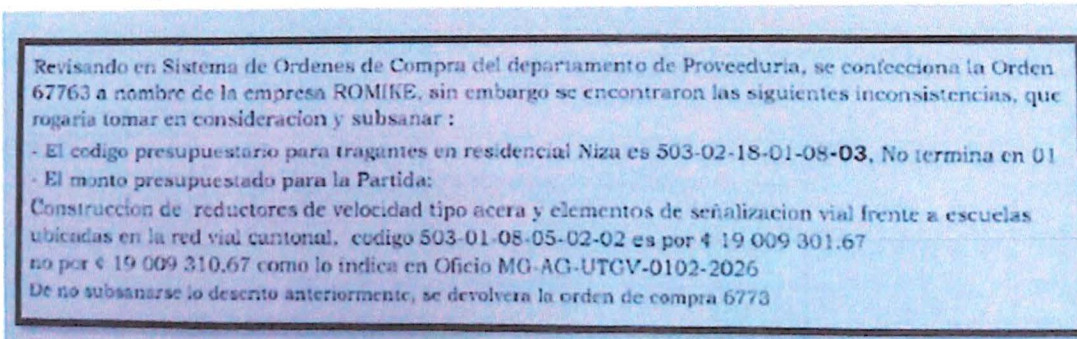 Revisando en Sistema de Ordenes de Compra del departamento de Proveeduria, se confecciona la Orden
67763 a nombre de la empresa ROMIKE, sin embargo se encontraron las siguientes inconsistencias, que
rogaria tomar en consideracion y subsanar :
- El codigo presupuestario para tragantes en residencial Niza es 503-02-18-01-08-03, No termina en 01
- El monto presupuestado para la Partida:
Construccion de reductores de velocidad tipo acera y elementos de señalizacion vial frente a escuelas
ubicadas en la red vial cantonal, codigo 503-01-08-05-02-02 es por ¢ 19 009 301.67
no por ¢ 19 009 310.67 como lo indica en Oficio MG-AG-UTGV-0102-2026
De no subsanarse lo descrito anteriormente, se devolvera la orden de compra 6773